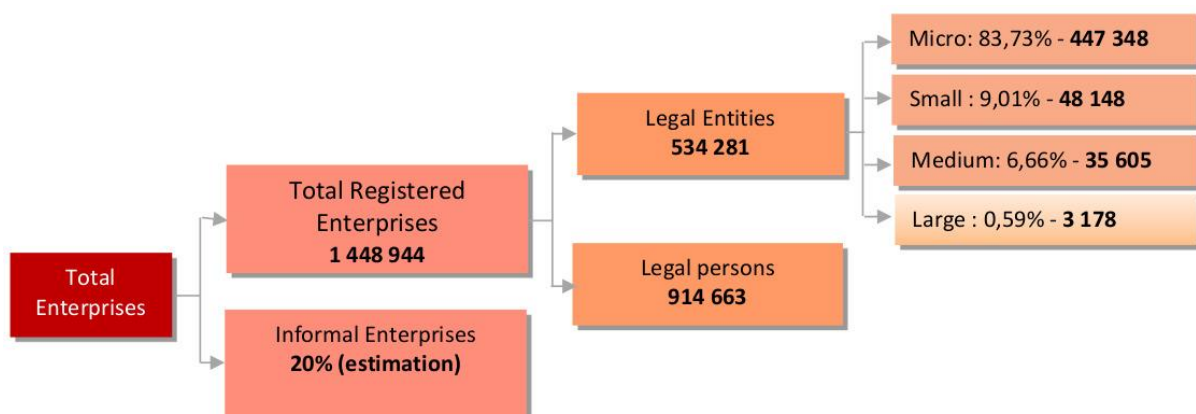 Total
Enterprises
Total Registered
Enterprises
1 448 944
Informal Enterprises
20% (estimation)
Legal Entities
534 281
Legal persons
914 663
Micro: 83,73% - 447 348
Small : 9,01% - 48 148
Medium: 6,66% - 35 605
Large : 0,59% - 3 178